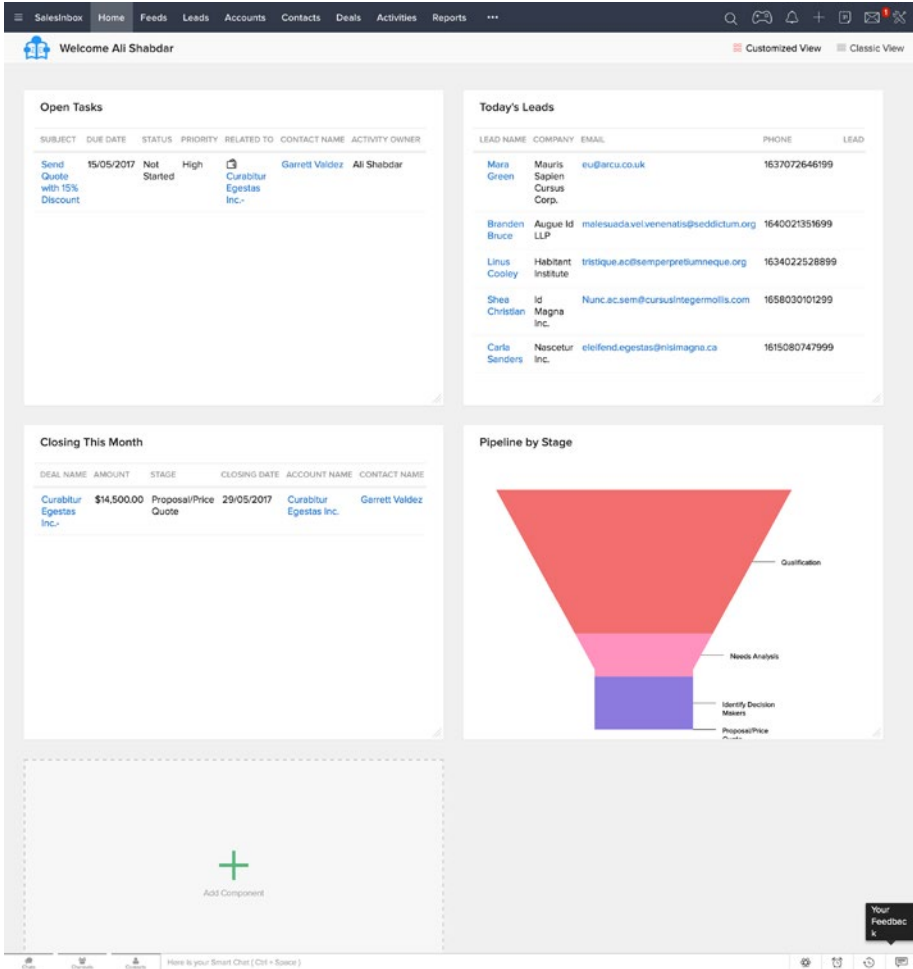 SalesInbox Home Feeds Leads Accounts Contacts Deals Activities Reports ...
1
Welcome Ali Shabdar
Customized View Classic View
Open Tasks
SUBJECT DUE DATE STATUS PRIORITY RELATED TO CONTACT NAME ACTIVITY OWNER
Send 15/05/2017 Not High Garrett Valdez Ali Shabdar
Quote Started Curabitur
with 15% Egestas
Discount Inc.-
Today's Leads
LEAD NAME COMPANY EMAIL PHONE LEAD
Mara Mauris eu@arcu.co.uk 1637072646199
Green Sapien
Cursus
Corp.
Branden Augue Id malesuada.vel.venenatis@seddictum.org 1640021351699
Bruce LLP
Linus Habitant tristique.ac@semperpretiumneque.org 1634022528899
Cooley Institute
Shea Id Nunc.ac.sem@cursusintegermollis.com 1658030101299
Christian Magna
Inc.
Carla Nascetur eleifend.egestas@nisimagna.ca 1615080747999
Sanders Inc.
Closing This Month
DEAL NAME AMOUNT STAGE CLOSING DATE ACCOUNT NAME CONTACT NAME
Curabitur $14,500.00 Proposal/Price 29/05/2017 Curabitur Garrett Valdez
Egestas Quote Egestas Inc.
Inc.-
Pipeline by Stage
Qualification
Needs Analysis
Identify Decision
Makers
Proposal/Price
Add Component
Your
Feedbac
k
Chats Channels Contacts Here is your Smart Chat ( Ctrl + Space )